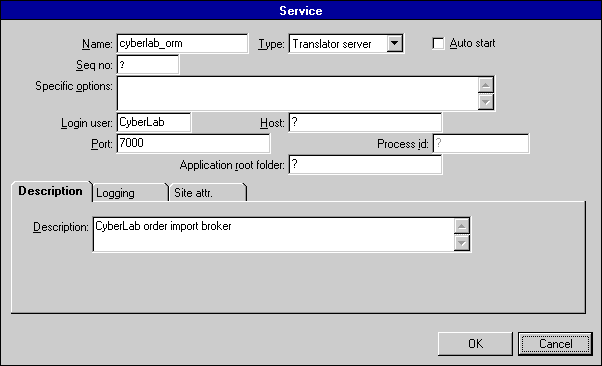 Service
Name: cyberlab_orm Type: Translator server Auto start
Seq no: ?
Specific options:
Login user: CyberLab Host: ?
Port: 7000 Process id: ?
Application root folder: ?
Description Logging Site attr.
Description: CyberLab order import broker
OK Cancel